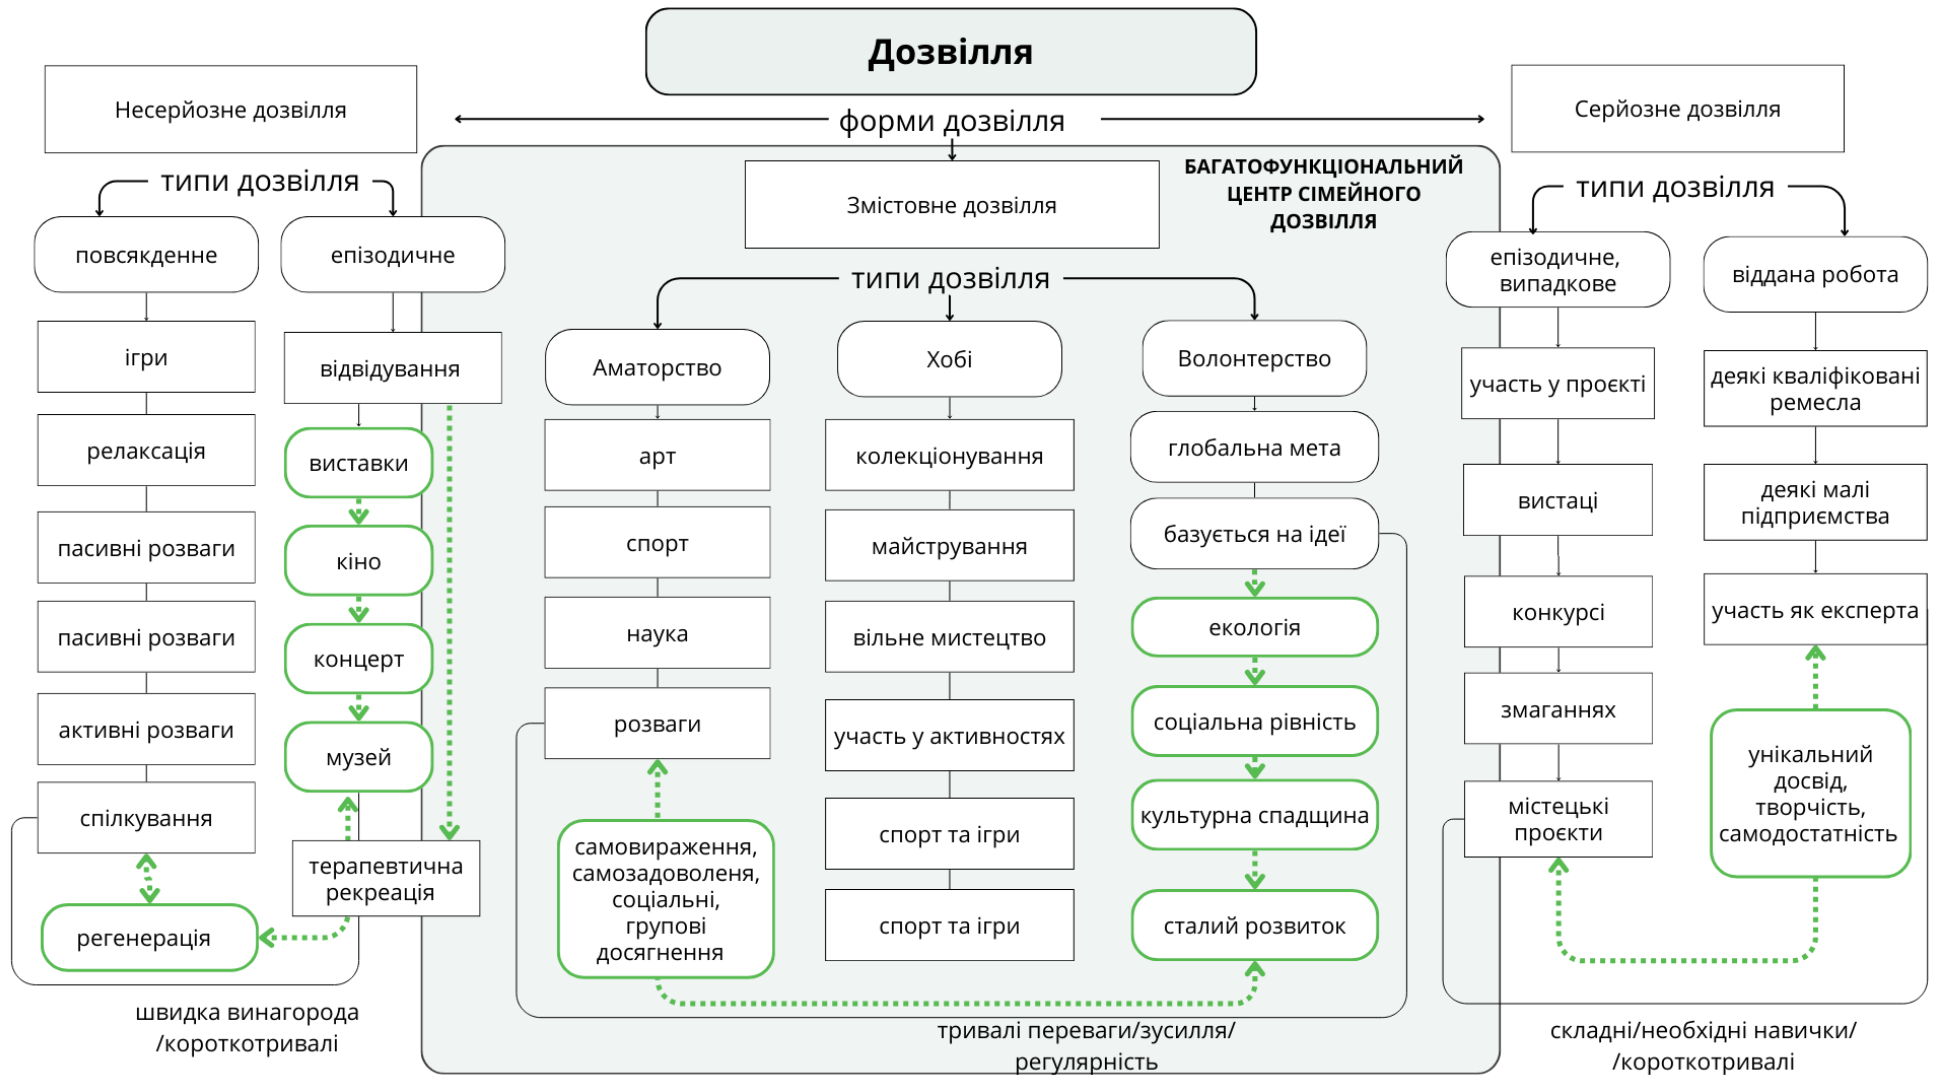 Дозвілля
форми дозвілля
Несерйозне дозвілля
типи дозвілля
повсякденне
ігри
релаксація
пасивні розваги
пасивні розваги
активні розваги
спілкування
регенерація
епізодичне
відвідування
виставки
кіно
концерт
музей
терапевтична
рекреація
швидка винагорода
/короткотривалі
БАГАТОФУНКЦІОНАЛЬНИЙ
ЦЕНТР СІМЕЙНОГО
ДОЗВІЛЛЯ
Змістовне дозвілля
типи дозвілля
Аматорство
арт
спорт
наука
розваги
самовираження,
самозадоволеня,
соціальні,
групові
досягнення
Хобі
колекціонування
майстрування
вільне мистецтво
участь у активностях
спорт та ігри
спорт та ігри
Волонтерство
глобальна мета
базується на ідеї
екологія
соціальна рівність
культурна спадщина
сталий розвиток
тривалі переваги/зусилля/
регулярність
Серйозне дозвілля
типи дозвілля
епізодичне,
випадкове
участь у проєкті
вистаці
конкурсі
змаганнях
містецькі
проєкти
віддана робота
деякі кваліфіковані
ремесла
деякі малі
підприємства
участь як експерта
унікальний
досвід,
творчість,
самодостатність
складні/необхідні навички/
/короткотривалі